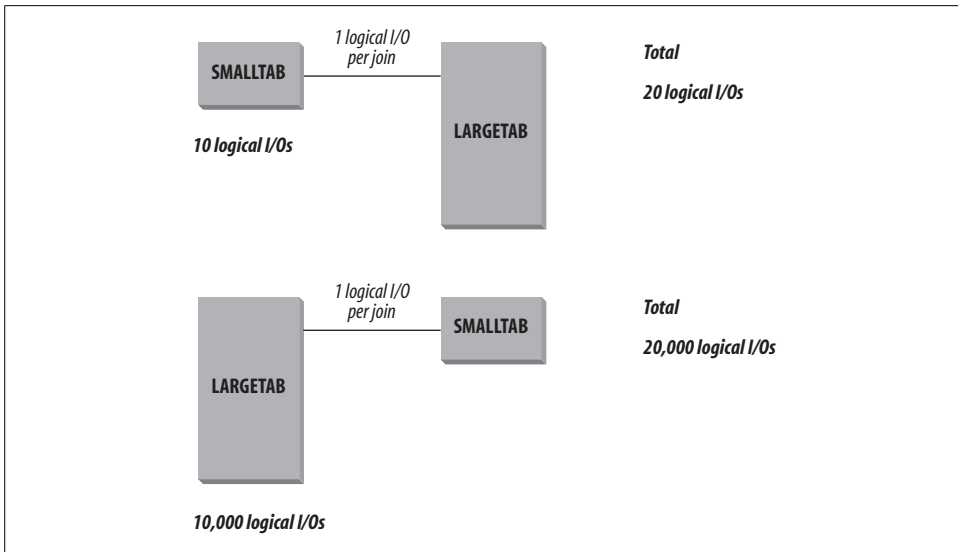 1 logical I/O
per join
SMALLTAB
LARGETAB
10 logical I/Os
Total
20 logical I/Os
1 logical I/O
per join
LARGETAB
SMALLTAB
10,000 logical I/Os
Total
20,000 logical I/Os